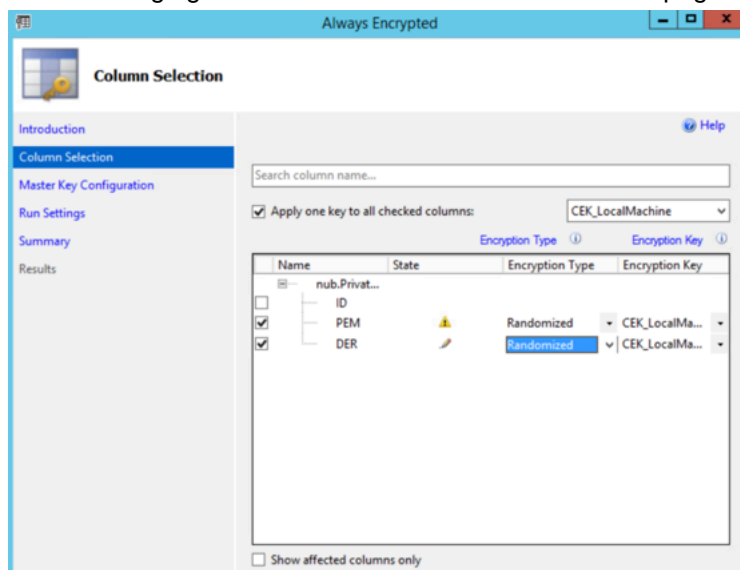 Always Encrypted
Column Selection
Introduction
Help
Column Selection
Master Key Configuration
Search column name...
Run Settings
Apply one key to all checked columns: CEK_LocalMachine
Summary
Encryption Type Encryption Key
Results
Name State Encryption Type Encryption Key
nub.Privat...
ID
PEM Randomized CEK_LocalMa...
DER Randomized CEK_LocalMa...
Show affected columns only